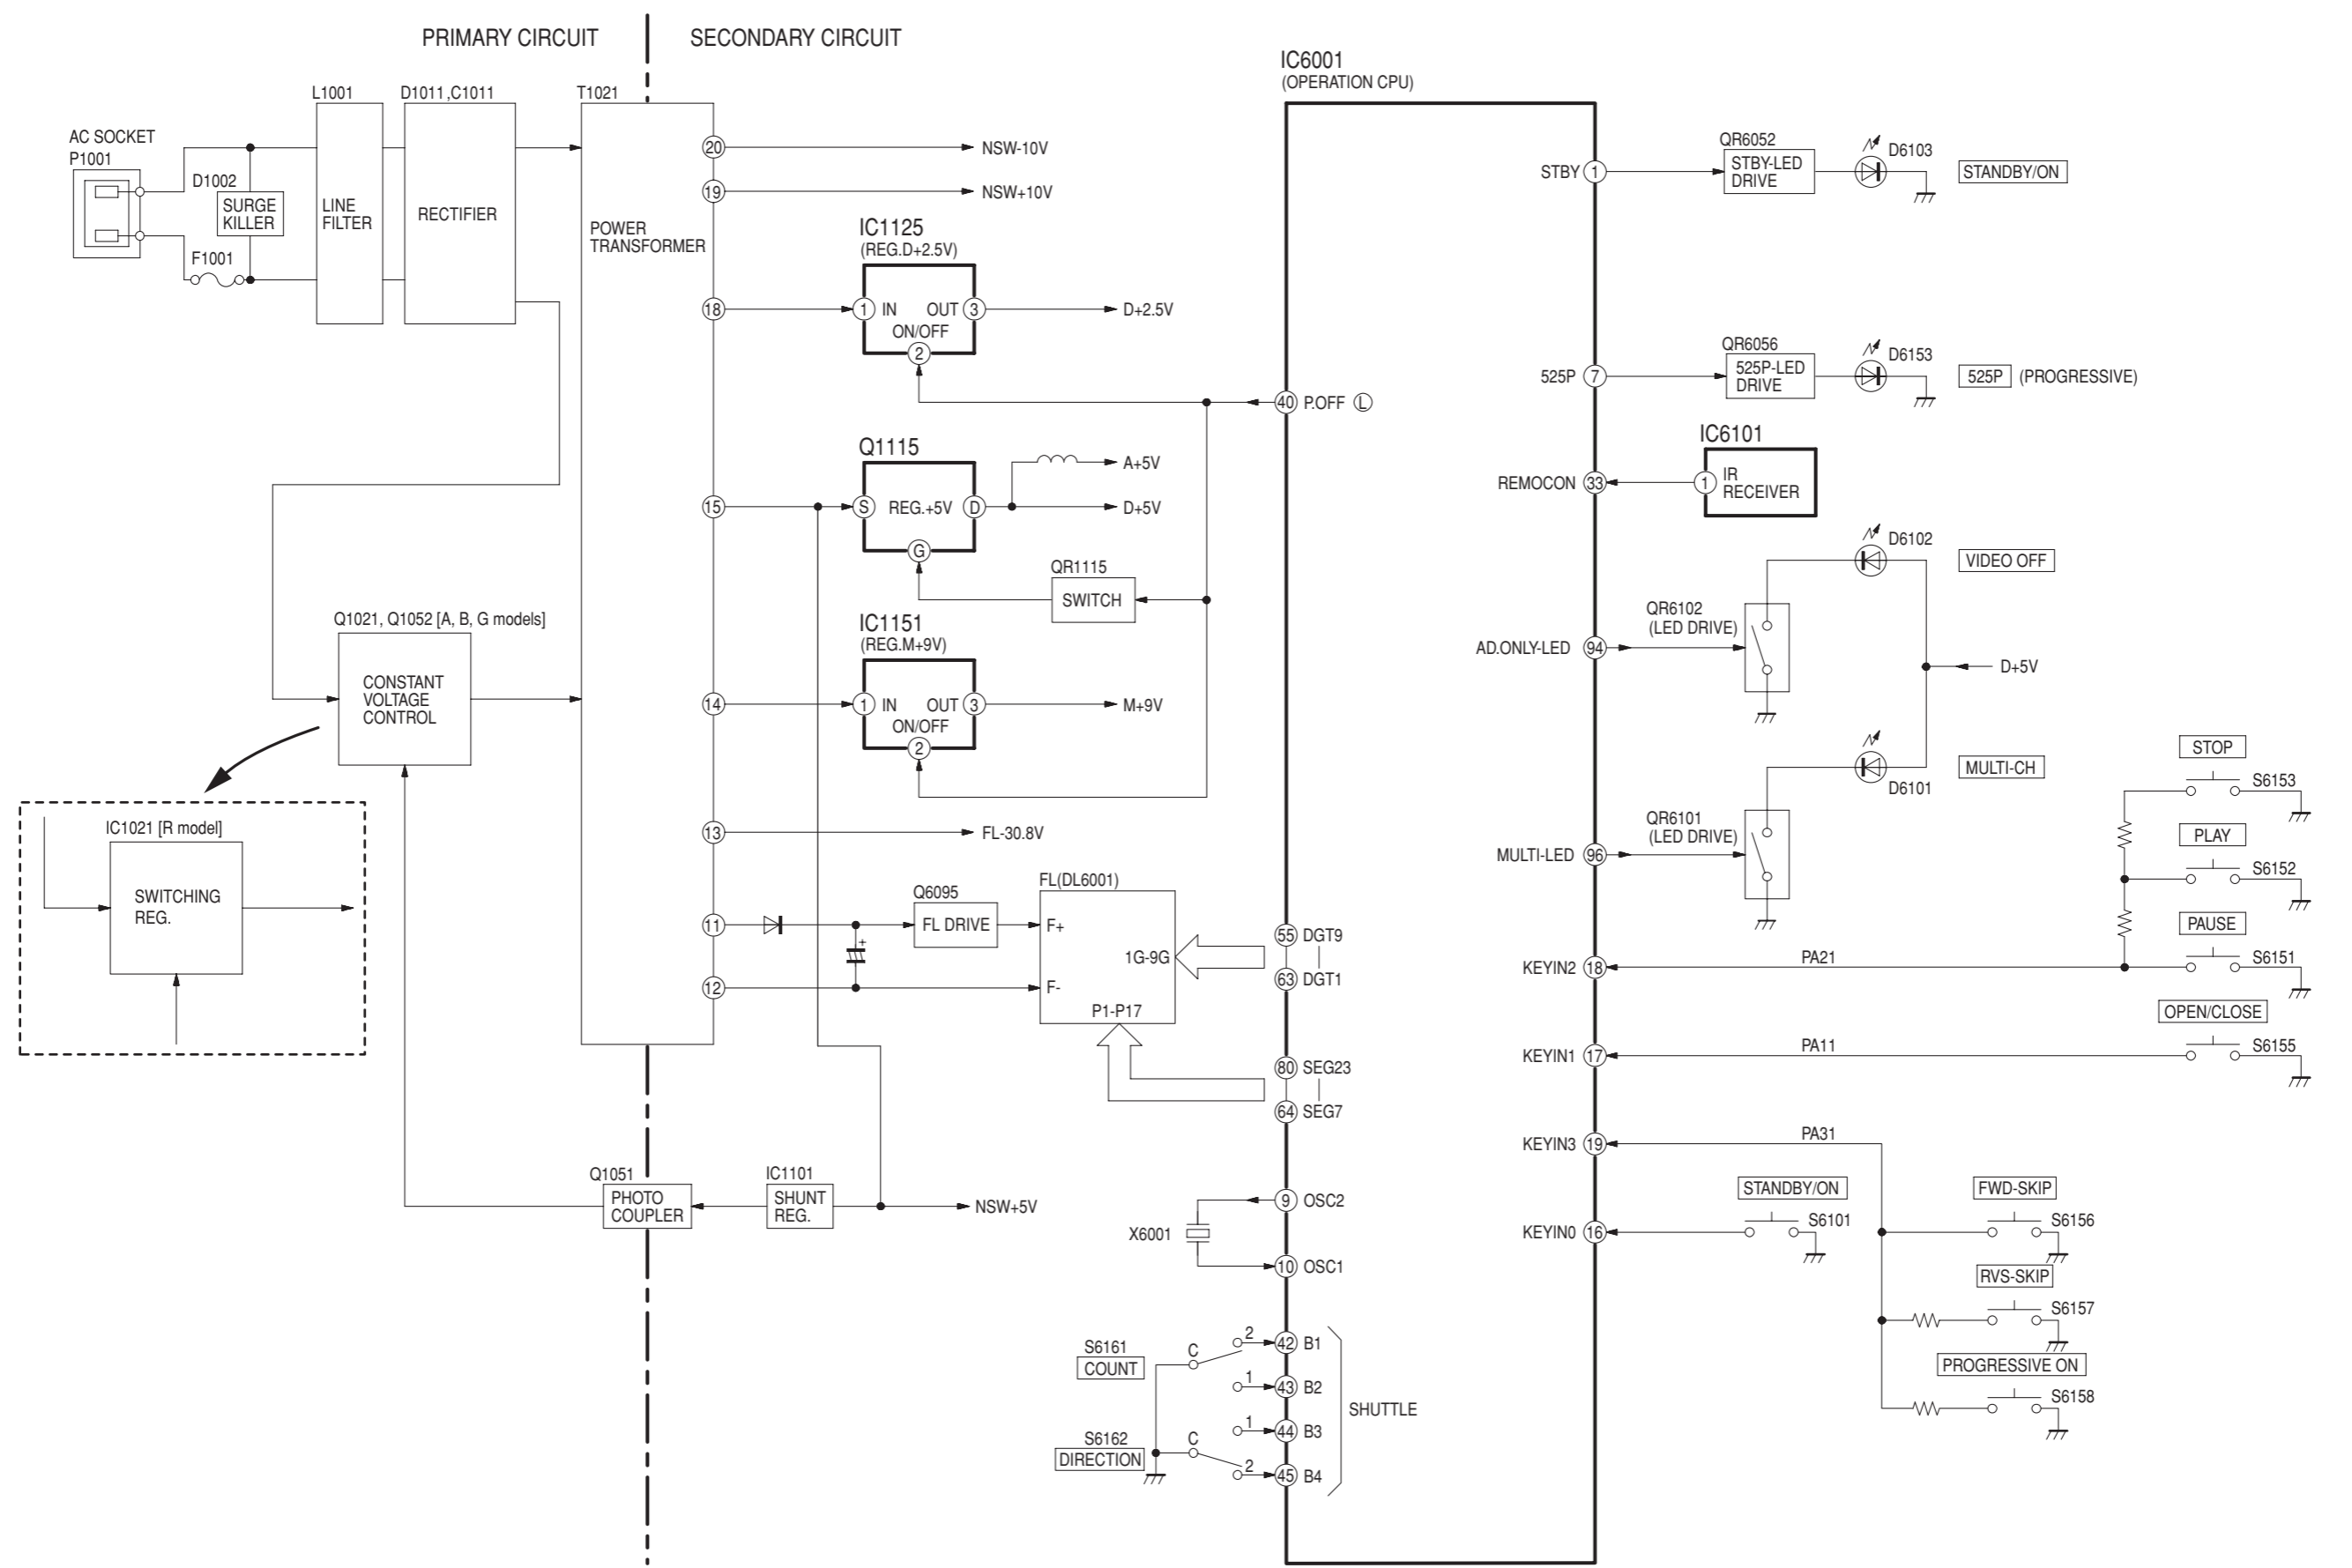 PRIMARY CIRCUIT
SECONDARY CIRCUIT
AC SOCKET
P1001
D1002
SURGE
KILLER
F1001
L1001
LINE
FILTER
D1011,C1011
RECTIFIER
T1021
POWER
TRANSFORMER
20
NSW-10V
19
NSW+10V
IC1125
(REG.D+2.5V)
18
1
IN
OUT
3
ON/OFF
2
D+2.5V
Q1115
15
S
REG.+5V
D
G
A+5V
D+5V
QR1115
SWITCH
IC1151
(REG.M+9V)
14
1
IN
OUT
3
ON/OFF
2
M+9V
Q1021, Q1052 [A, B, G models]
CONSTANT
VOLTAGE
CONTROL
IC1021 [R model]
SWITCHING
REG.
13
FL-30.8V
11
Q6095
FL DRIVE
12
FL(DL6001)
F+
F-
1G-9G
P1-P17
Q1051
PHOTO
COUPLER
IC1101
SHUNT
REG.
NSW+5V
IC6001
(OPERATION CPU)
40
P.OFF
L
55
DGT9
63
DGT1
80
SEG23
64
SEG7
X6001
9
OSC2
10
OSC1
S6161
COUNT
C
2
42
B1
1
43
B2
1
44
B3
S6162
DIRECTION
C
2
45
B4
SHUTTLE
STBY
1
QR6052
STBY-LED
DRIVE
D6103
STANDBY/ON
525P
7
QR6056
525P-LED
DRIVE
D6153
525P
(PROGRESSIVE)
REMOCON
33
IC6101
1
IR
RECEIVER
D6102
VIDEO OFF
AD.ONLY-LED
94
QR6102
(LED DRIVE)
D+5V
D6101
MULTI-CH
MULTI-LED
96
QR6101
(LED DRIVE)
STOP
S6153
PLAY
S6152
PAUSE
S6151
KEYIN2
18
PA21
OPEN/CLOSE
S6155
KEYIN1
17
PA11
KEYIN3
19
PA31
KEYIN0
16
STANDBY/ON
S6101
FWD-SKIP
S6156
RVS-SKIP
S6157
PROGRESSIVE ON
S6158